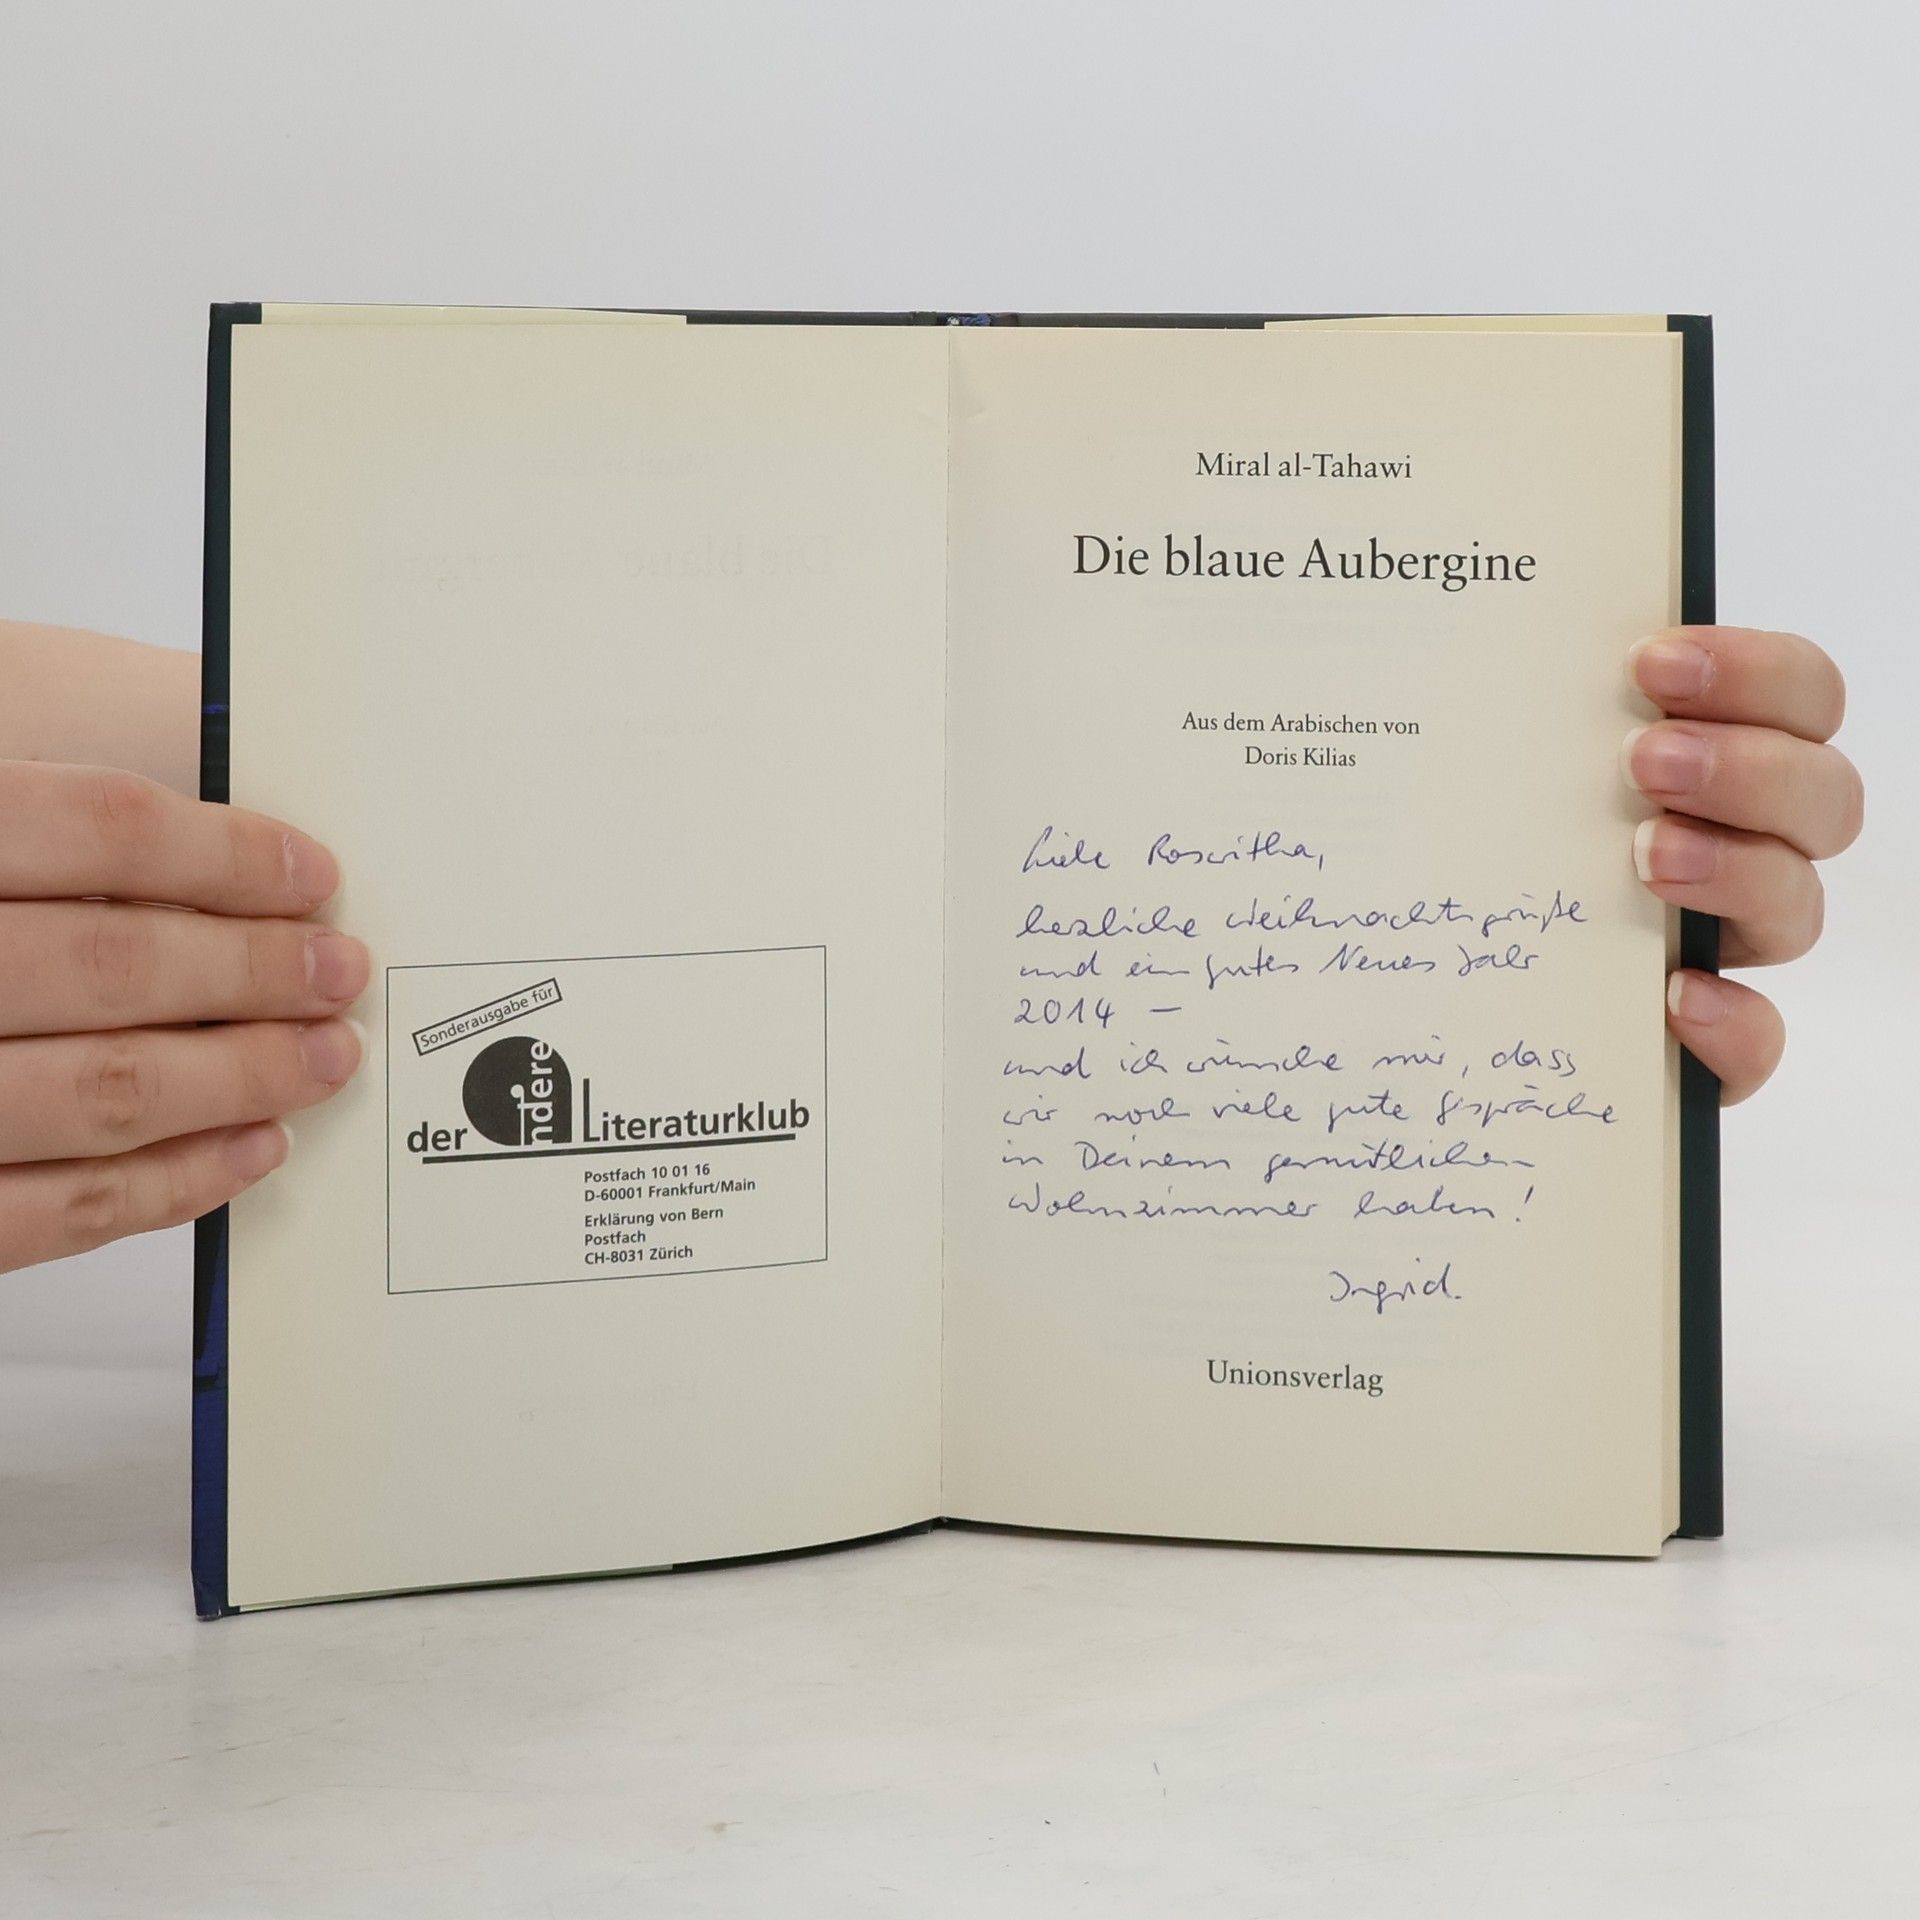 Sonderausgabe für
der andere Literaturklub
Postfach 10 01 16
D-60001 Frankfurt/Main
Erklärung von Bern
Postfach
CH-8031 Zürich
Miral al-Tahawi
Die blaue Aubergine
Aus dem Arabischen von
Doris Kilias
Liebe Roswitha,
herzliche Weihnachtsgrüße
und ein gutes Neues Jahr
2014 –
und ich wünsche mir, dass
wir noch viele gute Gespräche
in Deinem gemütlichen
Wohnzimmer haben!
Ingrid.
Unionsverlag